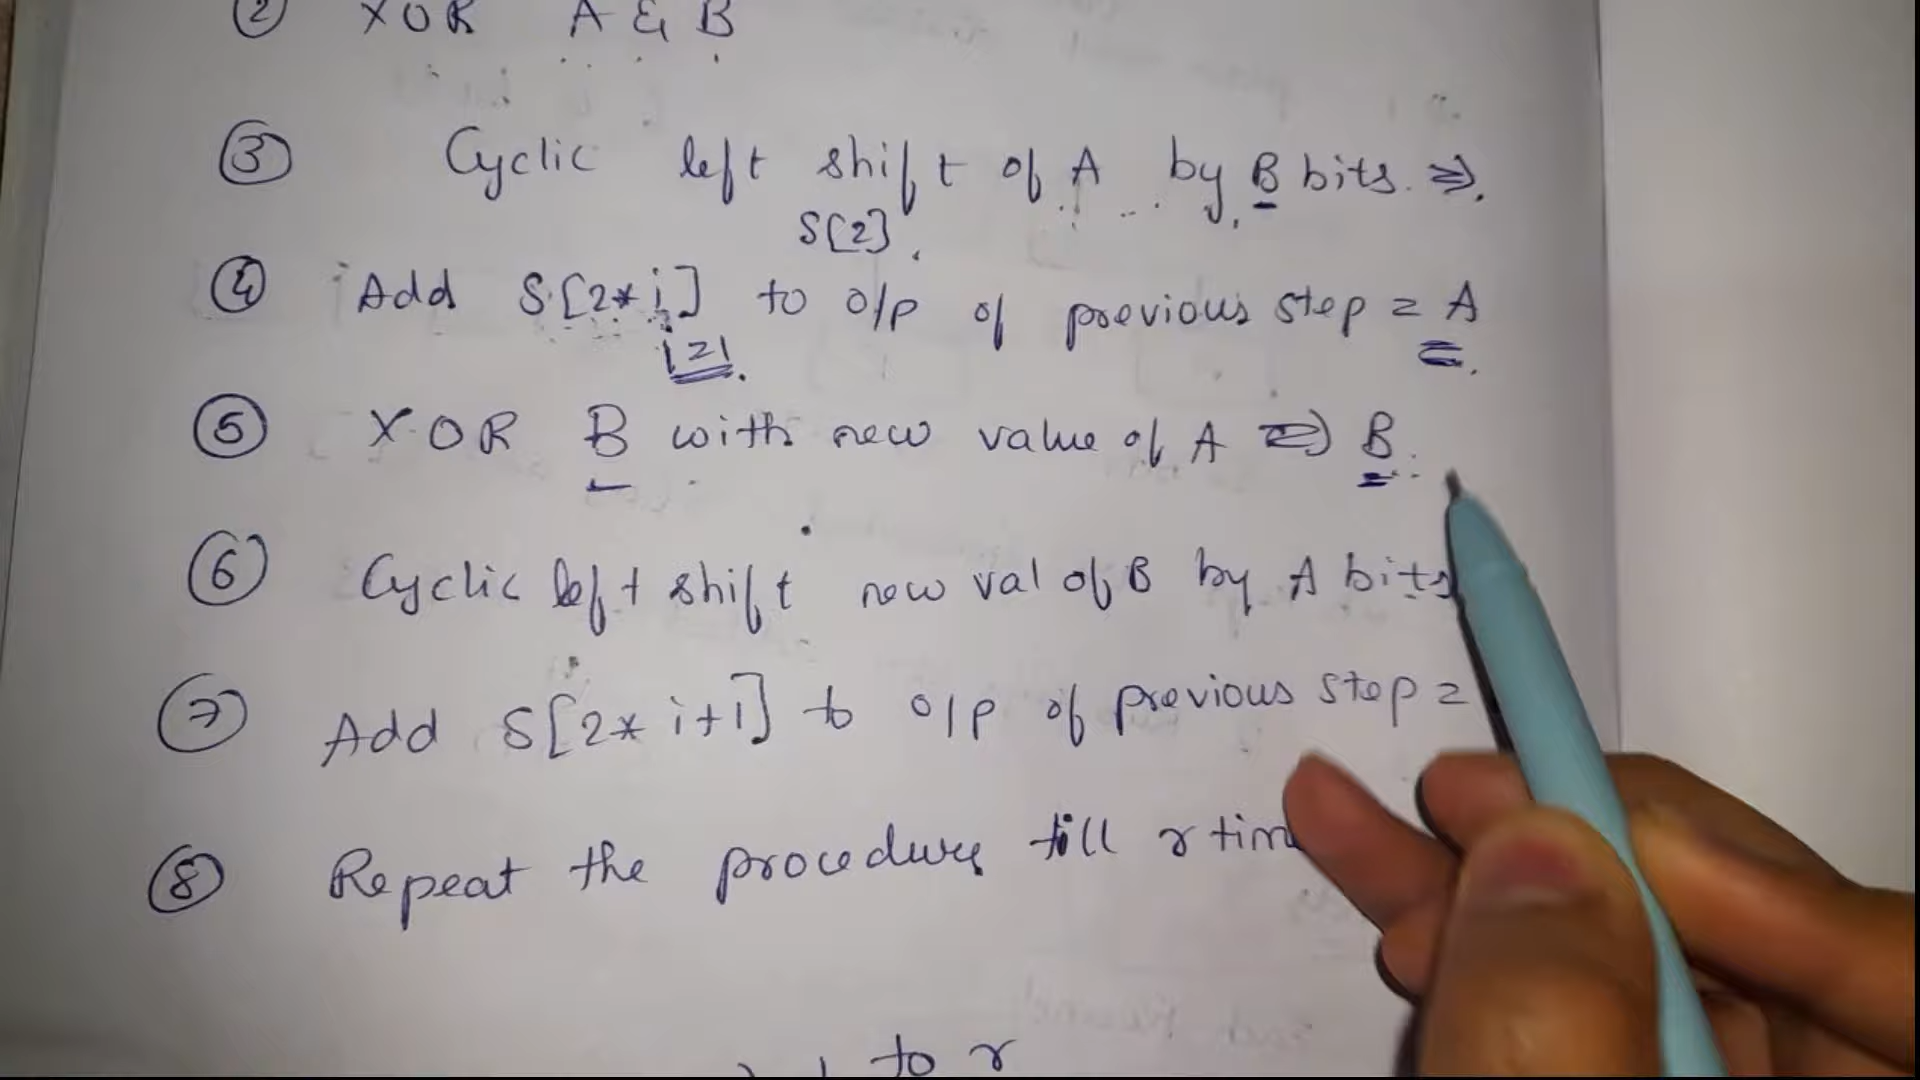 ② XOR A & B
③ Cyclic left shift of A by B bits ⇒
S[2]
④ Add S[2*i] to o/p of previous step = A
i=1
⑤ XOR B with new value of A ⇒ B
⑥ Cyclic left shift new val of B by A bits
⑦ Add S[2*i+1] to o/p of previous step =
⑧ Repeat the procedure till r tim
to r